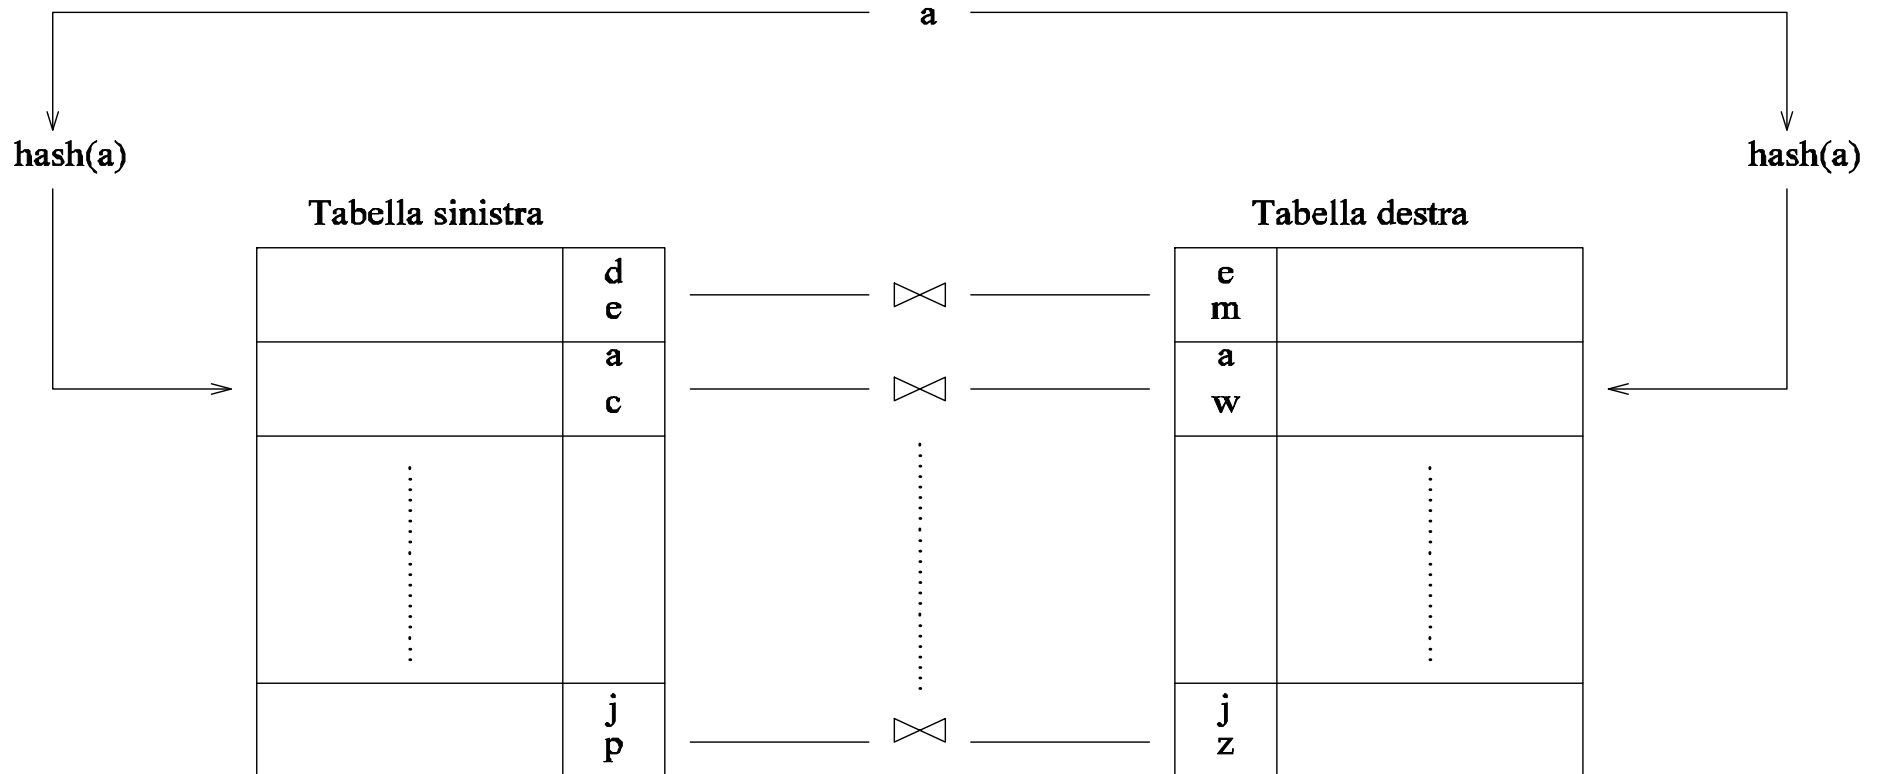 a
hash(a)
hash(a)
Tabella sinistra
Tabella destra
d
e
e
m
a
c
a
w
j
p
j
z